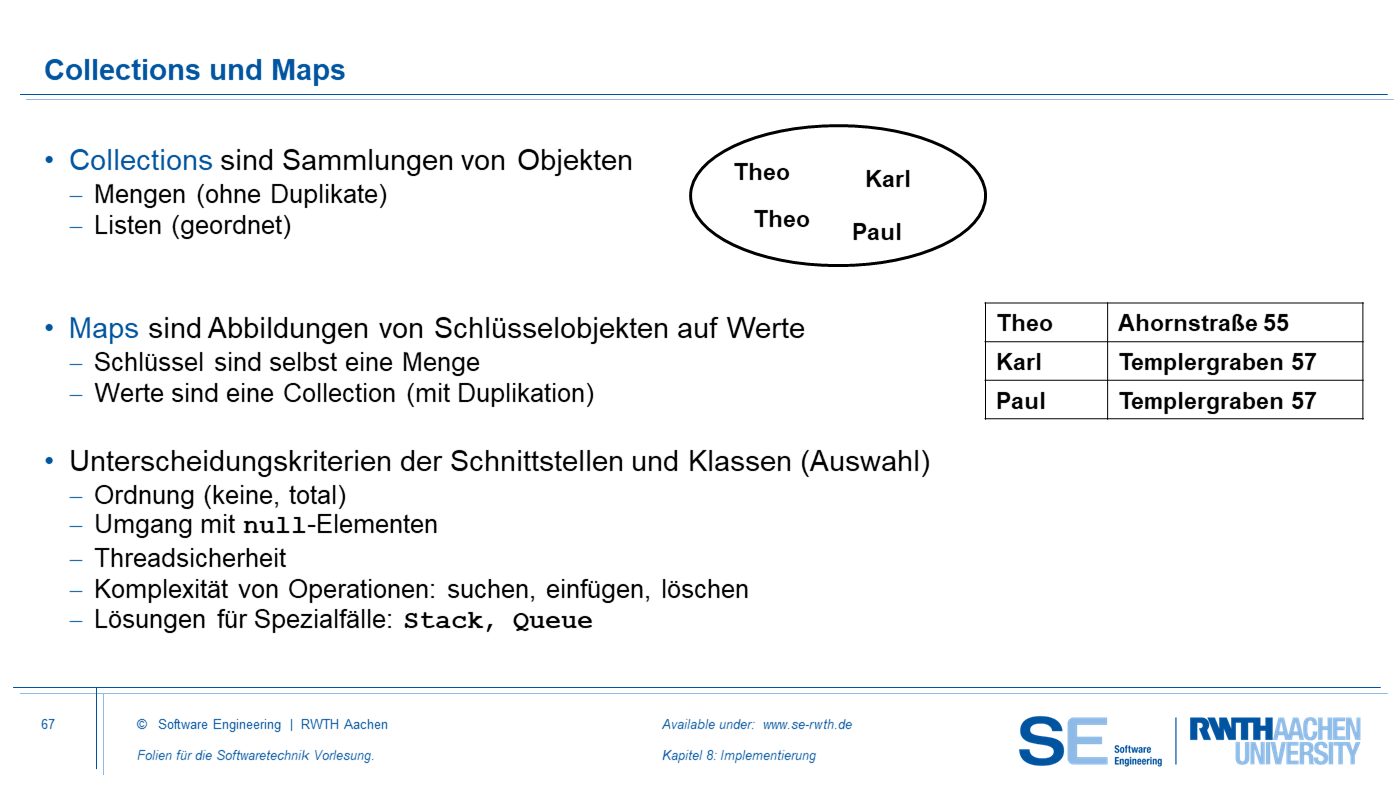 Collections und Maps
• Collections sind Sammlungen von Objekten
– Mengen (ohne Duplikate)
– Listen (geordnet)
Theo
Karl
Theo
Paul
• Maps sind Abbildungen von Schlüsselobjekten auf Werte
– Schlüssel sind selbst eine Menge
– Werte sind eine Collection (mit Duplikation)
Theo Ahornstraße 55
Karl Templergraben 57
Paul Templergraben 57
• Unterscheidungskriterien der Schnittstellen und Klassen (Auswahl)
– Ordnung (keine, total)
– Umgang mit null-Elementen
– Threadsicherheit
– Komplexität von Operationen: suchen, einfügen, löschen
– Lösungen für Spezialfälle: Stack, Queue
67
© Software Engineering | RWTH Aachen
Folien für die Softwaretechnik Vorlesung.
Available under: www.se-rwth.de
Kapitel 8: Implementierung
SE Software
Engineering
RWTHAACHEN
UNIVERSITY